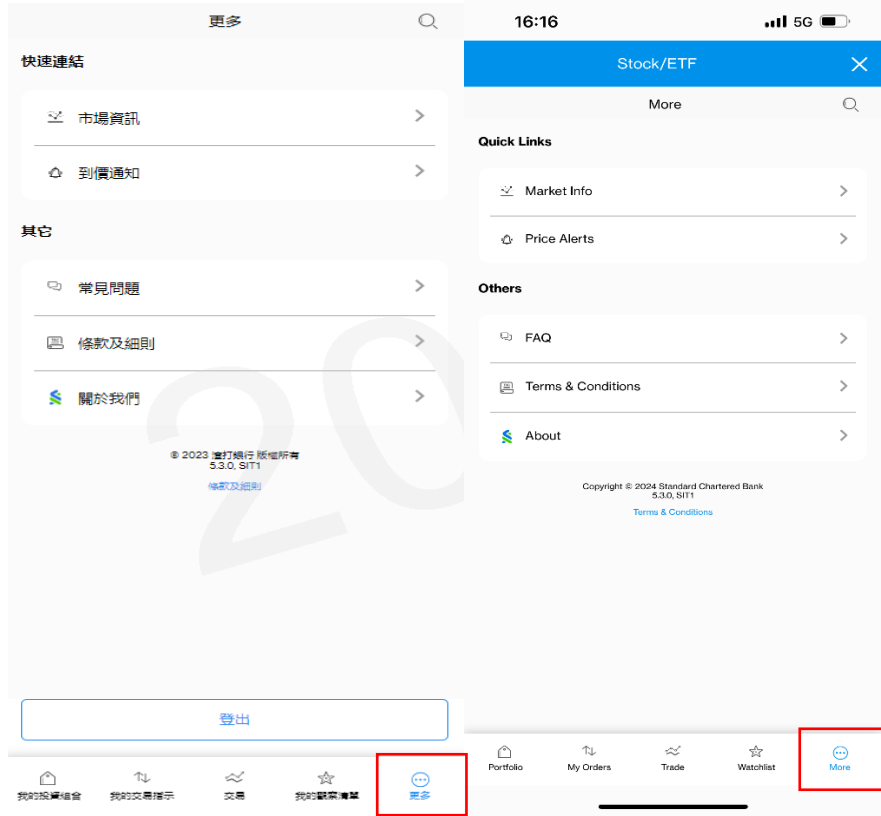 更多
快速連結
市場資訊
到價通知
其它
常見問題
條款及細則
關於我們
© 2023 渣打銀行 版權所有
5.3.0, SIT1
條款及細則
20
登出
我的投資組合
我的交易指示
交易
我的觀察清單
更多
16:16
5G
Stock/ETF
More
Quick Links
Market Info
Price Alerts
Others
FAQ
Terms & Conditions
About
Copyright © 2024 Standard Chartered Bank
5.3.0, SIT1
Terms & Conditions
Portfolio
My Orders
Trade
Watchlist
More